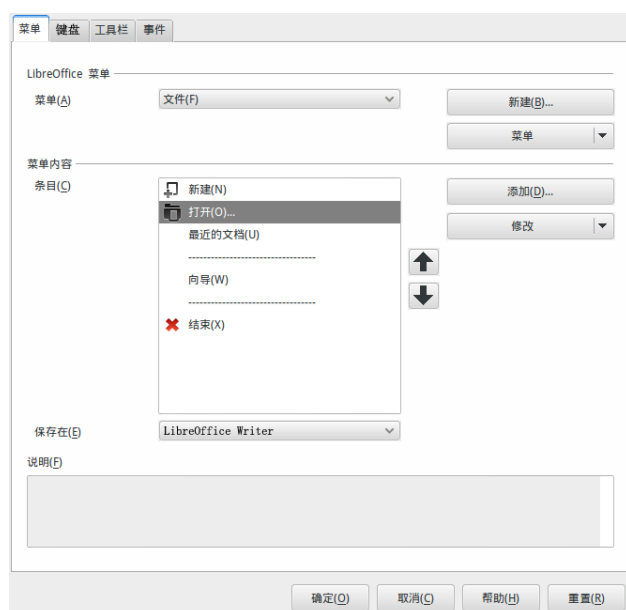 菜单 键盘 工具栏 事件
LibreOffice 菜单
菜单(A) 文件(F) 新建(B)...
菜单
菜单内容
条目(C) 新建(N) 添加(D)...
打开(O)... 修改
最近的文档(U)
----------------------------------
向导(W)
----------------------------------
结束(X)
保存在(E) LibreOffice Writer
说明(F)
确定(O) 取消(C) 帮助(H) 重置(R)